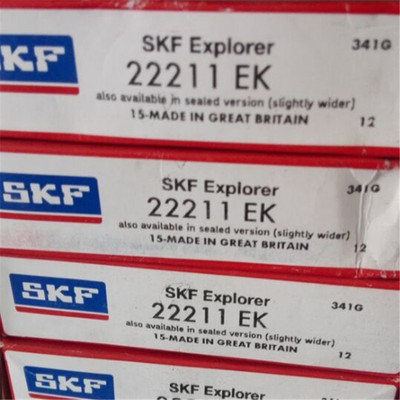 SKF
SKF Explorer
341G
22211 EK
also available in sealed version (slightly wider)
15-MADE IN GREAT BRITAIN
12
SKF
SKF Explorer
341G
22211 EK
also available in sealed version (slightly wider)
15-MADE IN GREAT BRITAIN
12
SKF
SKF Explorer
341G
22211 EK
also available in sealed version (slightly wider)
15-MADE IN GREAT BRITAIN
12
SKF
SKF Explorer
341G